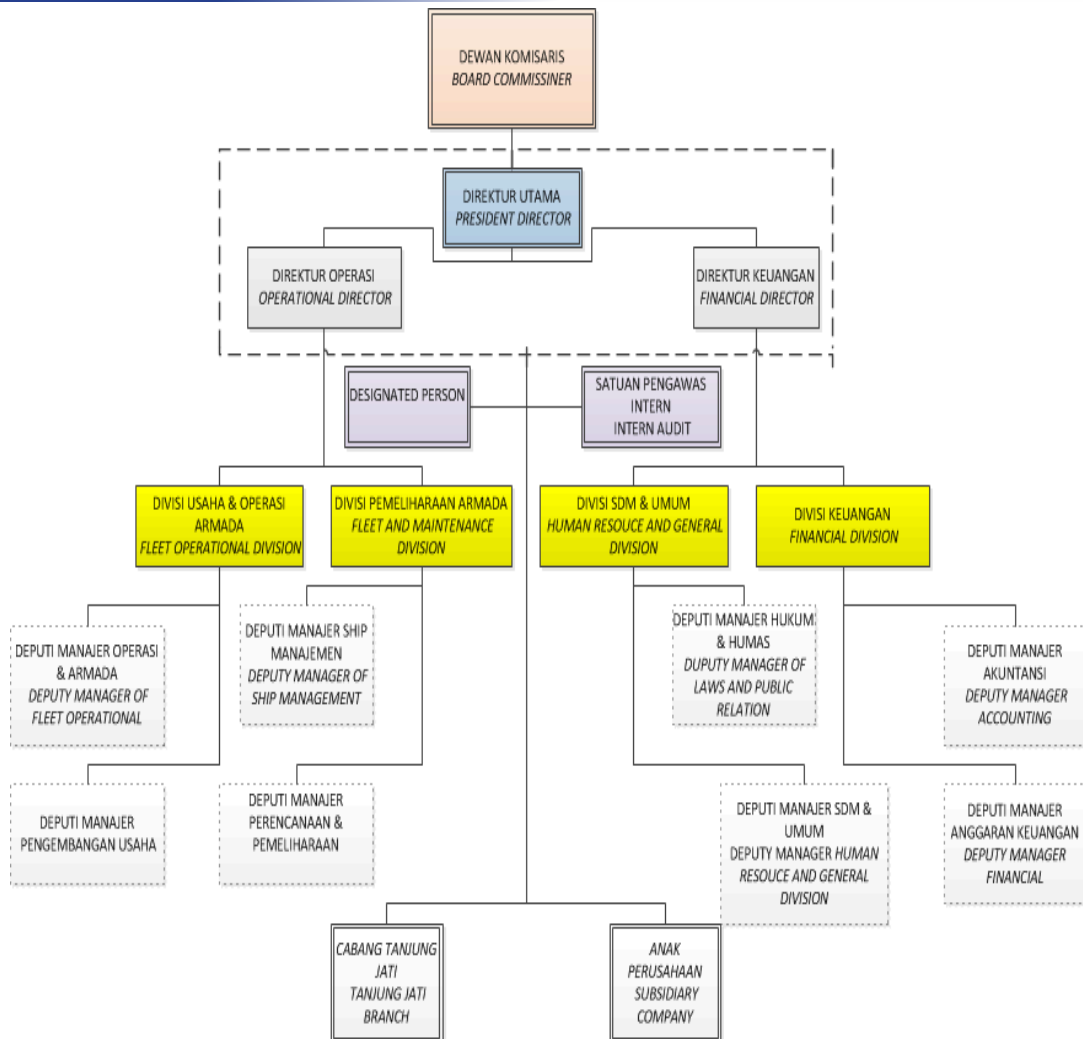 DEWAN KOMISARIS
BOARD COMMISSINER
DIREKTUR UTAMA
PRESIDENT DIRECTOR
DIREKTUR OPERASI
OPERATIONAL DIRECTOR
DIREKTUR KEUANGAN
FINANCIAL DIRECTOR
DESIGNATED PERSON
SATUAN PENGAWAS
INTERN
INTERN AUDIT
DIVISI USAHA & OPERASI
ARMADA
FLEET OPERATIONAL DIVISION
DIVISI PEMELIHARAAN ARMADA
FLEET AND MAINTENANCE
DIVISION
DIVISI SDM & UMUM
HUMAN RESOUCE AND GENERAL
DIVISION
DIVISI KEUANGAN
FINANCIAL DIVISION
DEPUTI MANAJER OPERASI
& ARMADA
DEPUTY MANAGER OF
FLEET OPERATIONAL
DEPUTI MANAJER SHIP
MANAJEMEN
DEPUTY MANAGER OF
SHIP MANAGEMENT
DEPUTI MANAJER HUKUM
& HUMAS
DUPUTY MANAGER OF
LAWS AND PUBLIC
RELATION
DEPUTI MANAJER
AKUNTANSI
DEPUTY MANAGER
ACCOUNTING
DEPUTI MANAJER
PENGEMBANGAN USAHA
DEPUTI MANAJER
PERENCANAAN &
PEMELIHARAAN
DEPUTI MANAJER SDM &
UMUM
DEPUTY MANAGER HUMAN
RESOUCE AND GENERAL
DIVISION
DEPUTI MANAJER
ANGGARAN KEUANGAN
DEPUTY MANAGER
FINANCIAL
CABANG TANJUNG
JATI
TANJUNG JATI
BRANCH
ANAK
PERUSAHAAN
SUBSIDIARY
COMPANY